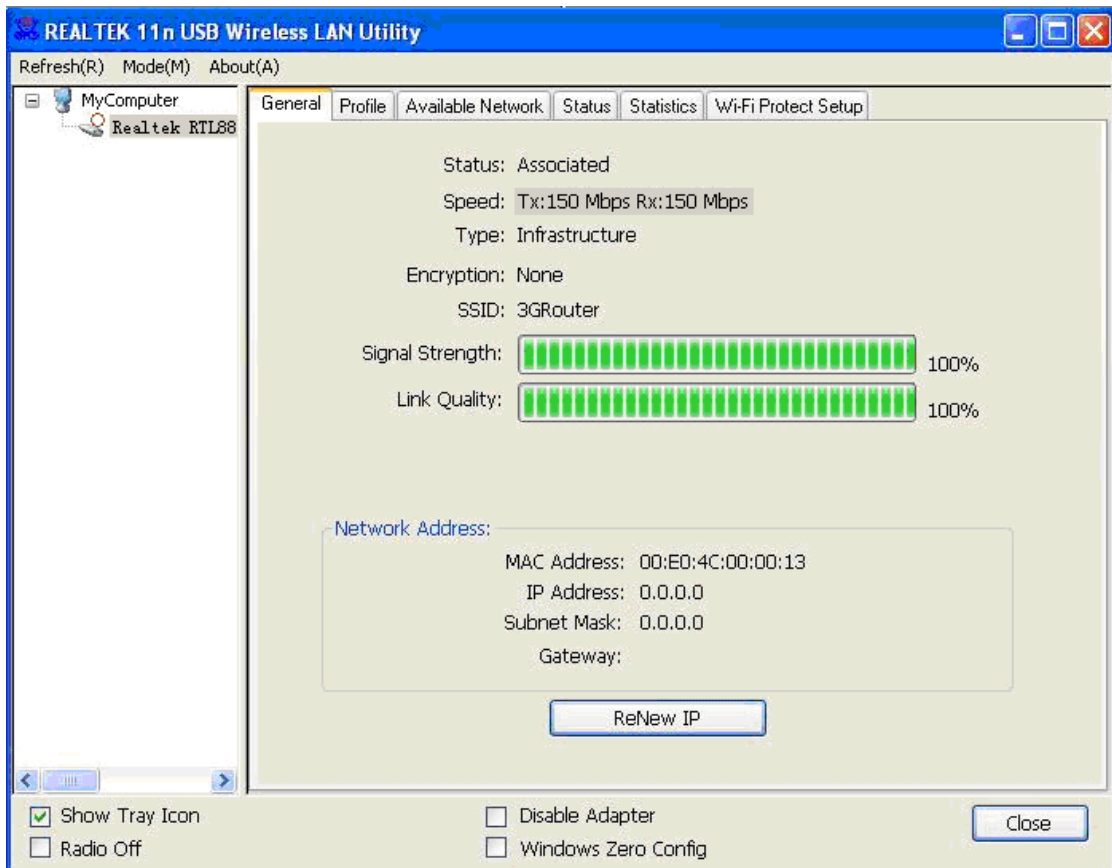 REALTEK 11n USB Wireless LAN Utility
Refresh(R) Mode(M) About(A)
MyComputer
Realtek RTL88
General Profile Available Network Status Statistics Wi-Fi Protect Setup
Status: Associated
Speed: Tx:150 Mbps Rx:150 Mbps
Type: Infrastructure
Encryption: None
SSID: 3GRouter
Signal Strength: 100%
Link Quality: 100%
Network Address:
MAC Address: 00:E0:4C:00:00:13
IP Address: 0.0.0.0
Subnet Mask: 0.0.0.0
Gateway:
ReNew IP
Show Tray Icon
Radio Off
Disable Adapter
Windows Zero Config
Close